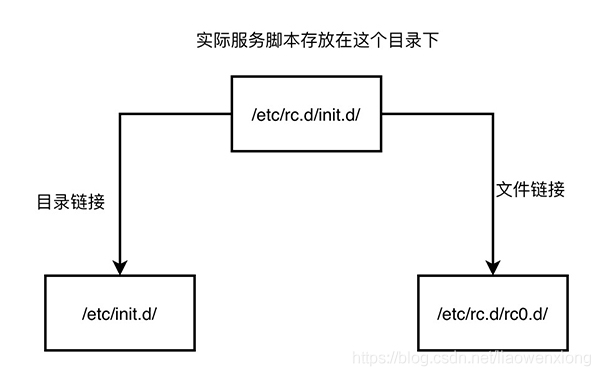 实际服务脚本存放在这个目录下
/etc/rc.d/init.d/
目录链接
文件链接
/etc/init.d/
/etc/rc.d/rc0.d/
https://blog.csdn.net/liaowenxiong